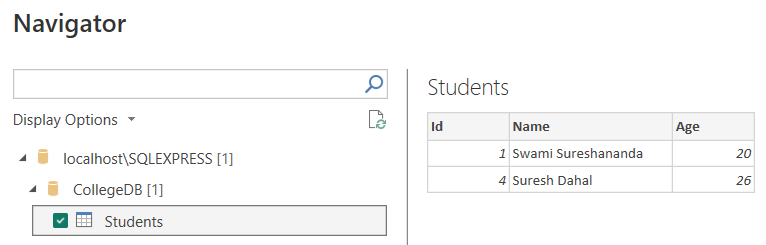 Navigator
Display Options
localhost\SQLEXPRESS [1]
CollegeDB [1]
Students
Students
Id Name Age
1 Swami Sureshananda 20
4 Suresh Dahal 26